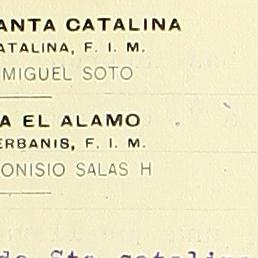 ANTA CATALINA
ATALINA, F. I. M.
MIGUEL SOTO
A EL ALAMO
ERBANIS, F. I. M.
ONISIO SALAS H